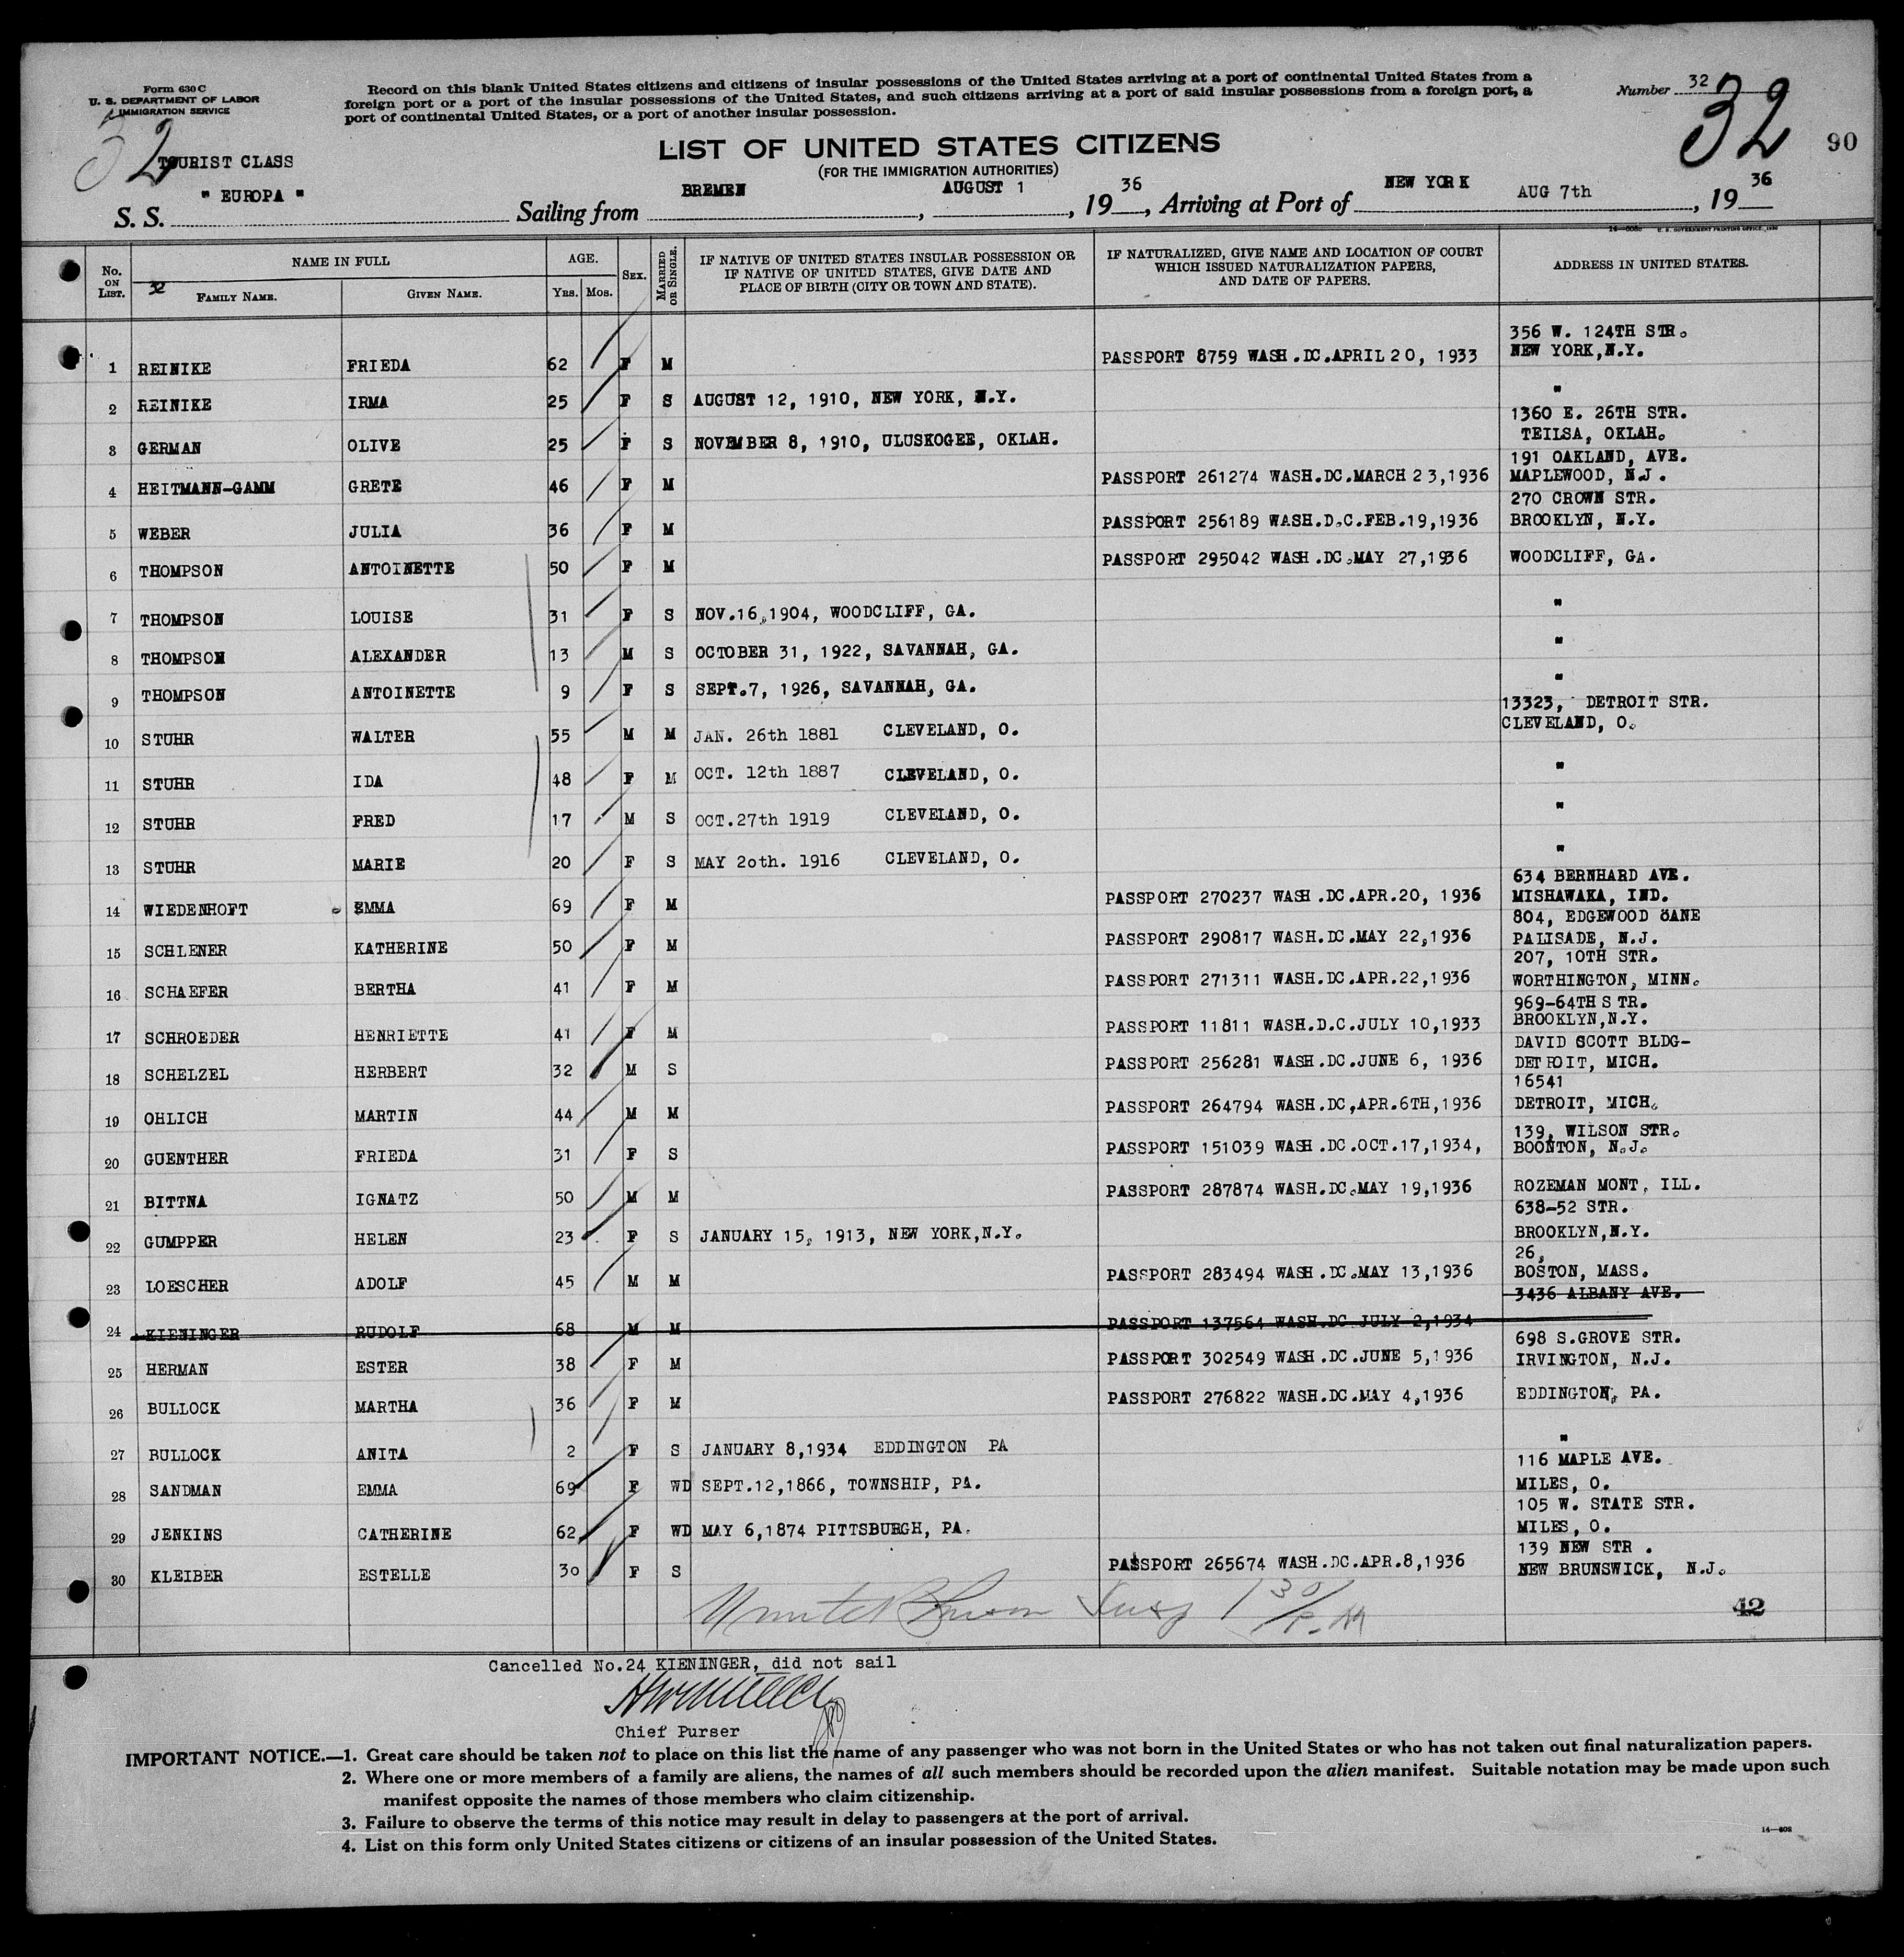 Form 630 C
U. S. DEPARTMENT OF LABOR
IMMIGRATION SERVICE
Record on this blank United States citizens and citizens of insular possessions of the United States arriving at a port of continental United States from a
foreign port or a port of the insular possessions of the United States, and such citizens arriving at a port of said insular possessions from a foreign port, a
port of continental United States, or a port of another insular possession.
Number 32
32
90
32
TOURIST CLASS
LIST OF UNITED STATES CITIZENS
(FOR THE IMMIGRATION AUTHORITIES)
S. S. " EUROPA " Sailing from BREMEN, AUGUST 1, 1936, Arriving at Port of NEW YORK AUG 7th, 1936
No. ON LIST. NAME IN FULL AGE. SEX. MARRIED OR SINGLE. IF NATIVE OF UNITED STATES INSULAR POSSESSION OR IF NATIVE OF UNITED STATES, GIVE DATE AND PLACE OF BIRTH (CITY OR TOWN AND STATE). IF NATURALIZED, GIVE NAME AND LOCATION OF COURT WHICH ISSUED NATURALIZATION PAPERS, AND DATE OF PAPERS. ADDRESS IN UNITED STATES.
32 FAMILY NAME. GIVEN NAME. YRS. MOS.
356 W. 124TH STR.
1 REINIKE FRIEDA 62 F M PASSPORT 8759 WASH.DC.APRIL 20, 1933 NEW YORK,N.Y.
2 REINIKE IRMA 25 F S AUGUST 12, 1910, NEW YORK, N.Y. "
1360 E. 26TH STR.
3 GERMAN OLIVE 25 F S NOVEMBER 8, 1910, ULUSKOGEE, OKLAH. TEILSA, OKLAH.
191 OAKLAND, AVE.
4 HEITMANN-GAMM GRETE 46 F M PASSPORT 261274 WASH.DC.MARCH 23,1936 MAPLEWOOD, N.J.
270 CROWN STR.
5 WEBER JULIA 36 F M PASSPORT 256189 WASH.D.C.FEB.19,1936 BROOKLYN, N.Y.
6 THOMPSON ANTOINETTE 50 F M PASSPORT 295042 WASH.DC.MAY 27,1936 WOODCLIFF, GA.
7 THOMPSON LOUISE 31 F S NOV.16,1904, WOODCLIFF, GA. "
8 THOMPSON ALEXANDER 13 M S OCTOBER 31, 1922, SAVANNAH, GA. "
9 THOMPSON ANTOINETTE 9 F S SEPT.7, 1926, SAVANNAH, GA. "
13323, DETROIT STR.
10 STUHR WALTER 55 M M JAN. 26th 1881 CLEVELAND, O. CLEVELAND, O.
11 STUHR IDA 48 F M OCT. 12th 1887 CLEVELAND, O. "
12 STUHR FRED 17 M S OCT.27th 1919 CLEVELAND, O. "
13 STUHR MARIE 20 F S MAY 2oth. 1916 CLEVELAND, O. "
634 BERNHARD AVE.
14 WIEDENHOFT EMMA 69 F M PASSPORT 270237 WASH.DC.APR.20, 1936 MISHAWAKA, IND.
804, EDGEWOOD ÖANE
15 SCHLENER KATHERINE 50 F M PASSPORT 290817 WASH.DC.MAY 22,1936 PALISADE, N.J.
207, 10TH STR.
16 SCHAEFER BERTHA 41 F M PASSPORT 271311 WASH.DC.APR.22,1936 WORTHINGTON, MINN.
969-64TH STR.
17 SCHROEDER HENRIETTE 41 F M PASSPORT 11811 WASH.D.C.JULY 10,1933 BROOKLYN,N.Y.
DAVID SCOTT BLDG-
18 SCHELZEL HERBERT 32 M S PASSPORT 256281 WASH.DC.JUNE 6, 1936 DETROIT, MICH.
16541
19 OHLICH MARTIN 44 M M PASSPORT 264794 WASH.DC,APR.6TH,1936 DETROIT, MICH.
139, WILSON STR.
20 GUENTHER FRIEDA 31 F S PASSPORT 151039 WASH.DC.OCT.17,1934, BOONTON, N.J.
21 BITTNA IGNATZ 50 M M PASSPORT 287874 WASH.DC.MAY 19,1936 ROZEMAN MONT, ILL.
638-52 STR.
22 GUMPPER HELEN 23 F S JANUARY 15, 1913, NEW YORK,N.Y. BROOKLYN,N.Y.
26,
23 LOESCHER ADOLF 45 M M PASSPORT 283494 WASH.DC.MAY 13,1936 BOSTON, MASS.
3436 ALBANY AVE.
24 KIENINGER RUDOLF 68 M M PASSPORT 137564 WASH.DC JULY 2,1934
698 S.GROVE STR.
25 HERMAN ESTER 38 F M PASSPORT 302549 WASH.DC.JUNE 5,1936 IRVINGTON, N.J.
26 BULLOCK MARTHA 36 F M PASSPORT 276822 WASH.DC.MAY 4,1936 EDDINGTON, PA.
27 BULLOCK ANITA 2 F S JANUARY 8,1934 EDDINGTON PA "
116 MAPLE AVE.
28 SANDMAN EMMA 69 F WD SEPT.12,1866, TOWNSHIP, PA. MILES, O.
105 W. STATE STR.
29 JENKINS CATHERINE 62 F WD MAY 6,1874 PITTSBURGH, PA. MILES, O.
139 NEW STR.
30 KLEIBER ESTELLE 30 F S PASSPORT 265674 WASH.DC.APR.8,1936 NEW BRUNSWICK, N.J.
42
Cancelled No.24 KIENINGER, did not sail
Chief Purser
IMPORTANT NOTICE.—1. Great care should be taken not to place on this list the name of any passenger who was not born in the United States or who has not taken out final naturalization papers.
2. Where one or more members of a family are aliens, the names of all such members should be recorded upon the alien manifest. Suitable notation may be made upon such
manifest opposite the names of those members who claim citizenship.
3. Failure to observe the terms of this notice may result in delay to passengers at the port of arrival.
4. List on this form only United States citizens or citizens of an insular possession of the United States.
14—608